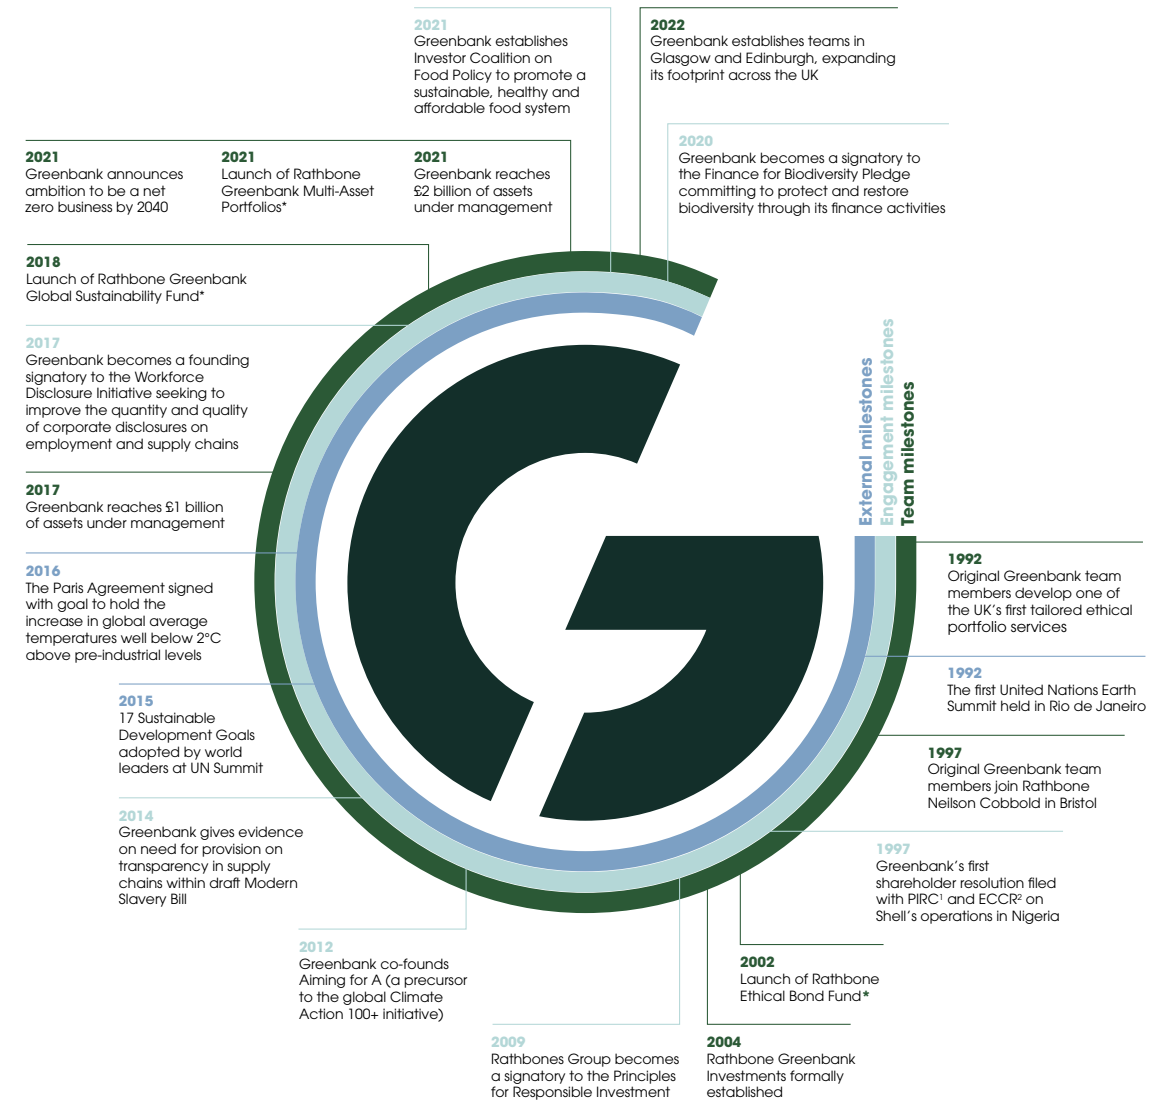 2021
Greenbank establishes
Investor Coalition on
Food Policy to promote a
sustainable, healthy and
affordable food system
2022
Greenbank establishes teams in
Glasgow and Edinburgh, expanding
its footprint across the UK
2020
Greenbank becomes a signatory to
the Finance for Biodiversity Pledge
committing to protect and restore
biodiversity through its finance activities
2021
Greenbank announces
ambition to be a net
zero business by 2040
2021
Launch of Rathbone
Greenbank Multi-Asset
Portfolios*
2021
Greenbank reaches
£2 billion of assets
under management
2018
Launch of Rathbone Greenbank
Global Sustainability Fund*
2017
Greenbank becomes a founding
signatory to the Workforce
Disclosure Initiative seeking to
improve the quantity and quality
of corporate disclosures on
employment and supply chains
2017
Greenbank reaches £1 billion
of assets under management
2016
The Paris Agreement signed
with goal to hold the
increase in global average
temperatures well below 2°C
above pre-industrial levels
2015
17 Sustainable
Development Goals
adopted by world
leaders at UN Summit
2014
Greenbank gives evidence
on need for provision on
transparency in supply
chains within draft Modern
Slavery Bill
2012
Greenbank co-founds
Aiming for A (a precursor
to the global Climate
Action 100+ initiative)
2009
Rathbones Group becomes
a signatory to the Principles
for Responsible Investment
2004
Rathbone Greenbank
Investments formally
established
2002
Launch of Rathbone
Ethical Bond Fund*
1997
Greenbank's first
shareholder resolution filed
with PIRC¹ and ECCR² on
Shell's operations in Nigeria
1997
Original Greenbank team
members join Rathbone
Neilson Cobbold in Bristol
1992
The first United Nations Earth
Summit held in Rio de Janeiro
1992
Original Greenbank team
members develop one of
the UK's first tailored ethical
portfolio services
External milestones
Engagement milestones
Team milestones